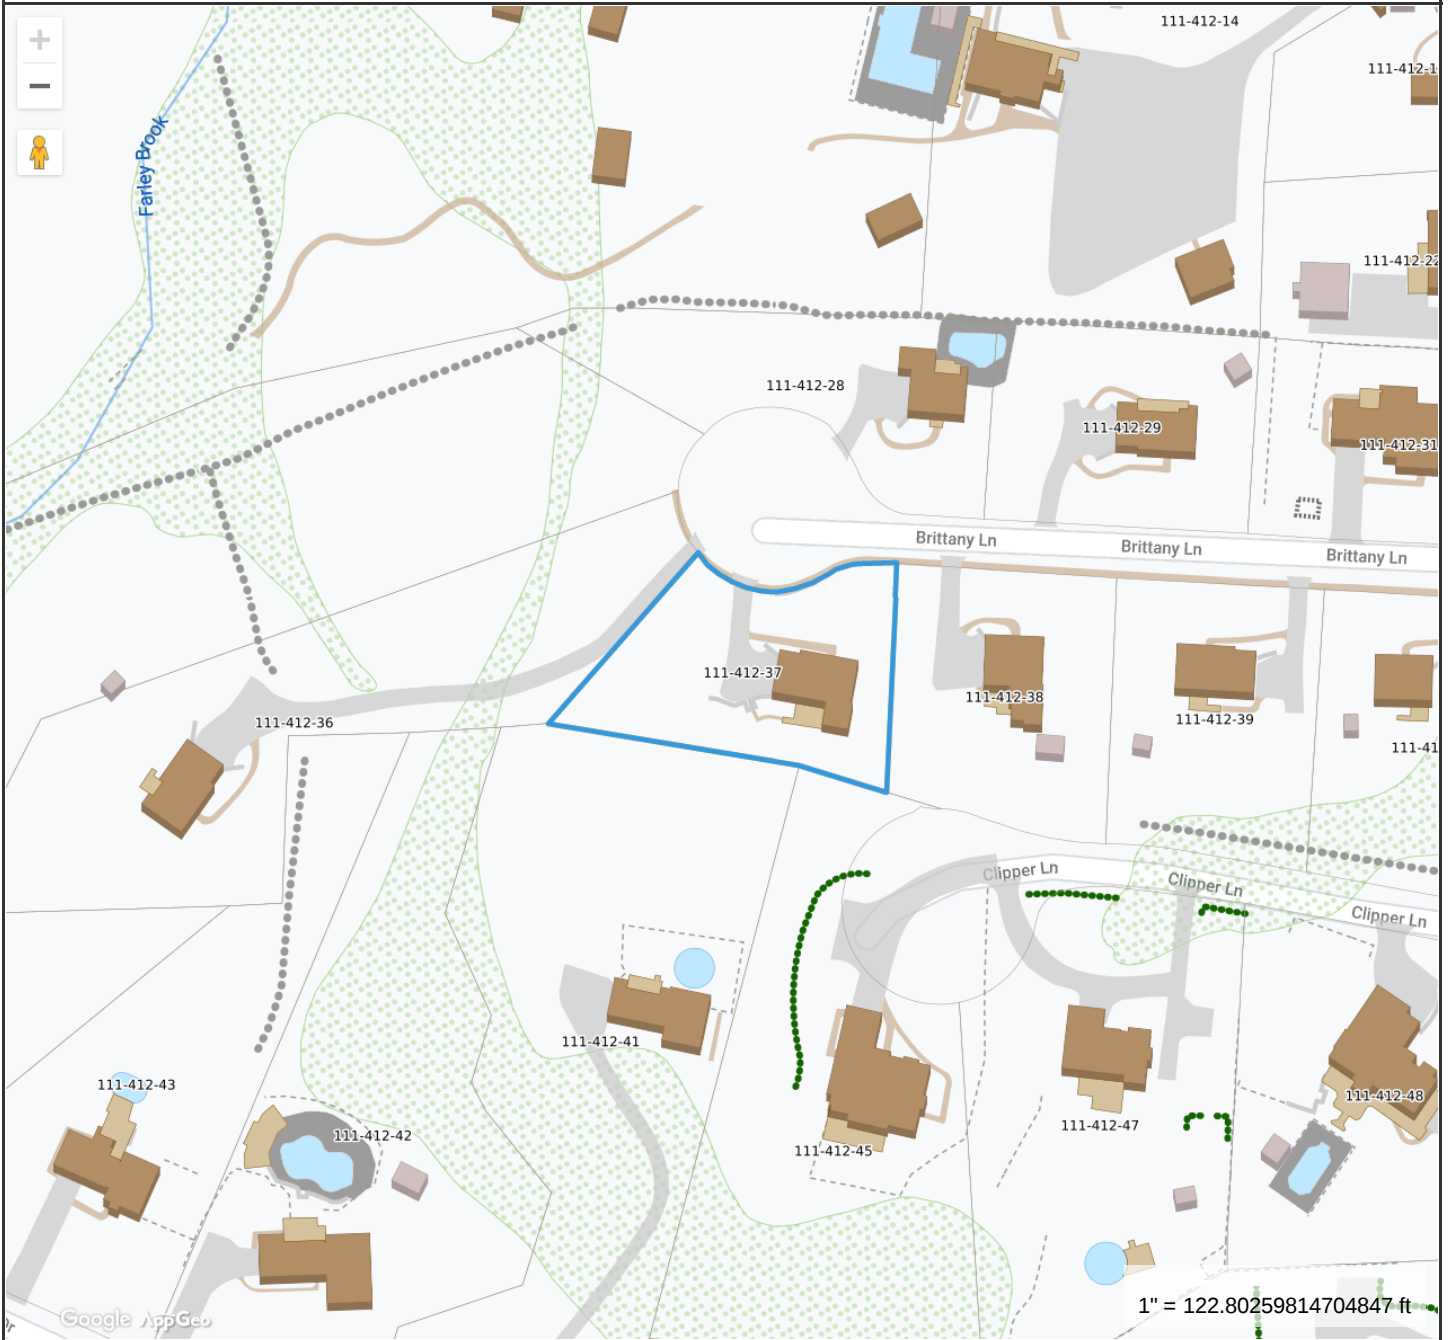 111-412-14
111-412-1
Farley Brook
111-412-22
111-412-28
111-412-29
111-412-31
Brittany Ln
Brittany Ln
Brittany Ln
111-412-37
111-412-38
111-412-36
111-412-39
111-41
Clipper Ln
Clipper Ln
Clipper Ln
111-412-41
111-412-43
111-412-48
111-412-47
111-412-42
111-412-45
1" = 122.80259814704847 ft
Google AppGeo
Dr